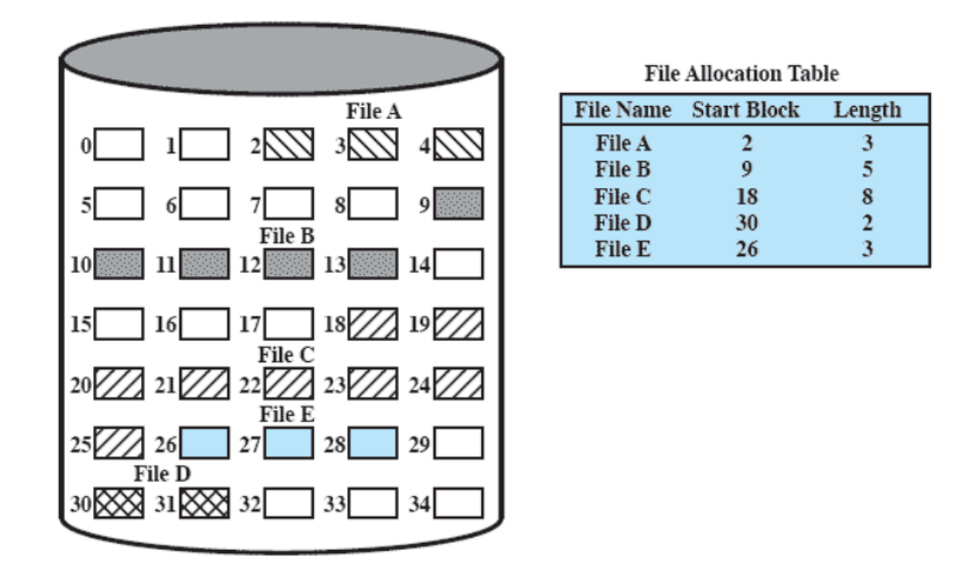 File A
0 1 2 3 4
5 6 7 8 9
File B
10 11 12 13 14
15 16 17 18 19
File C
20 21 22 23 24
File E
25 26 27 28 29
File D
30 31 32 33 34
File Allocation Table
File Name Start Block Length
File A 2 3
File B 9 5
File C 18 8
File D 30 2
File E 26 3